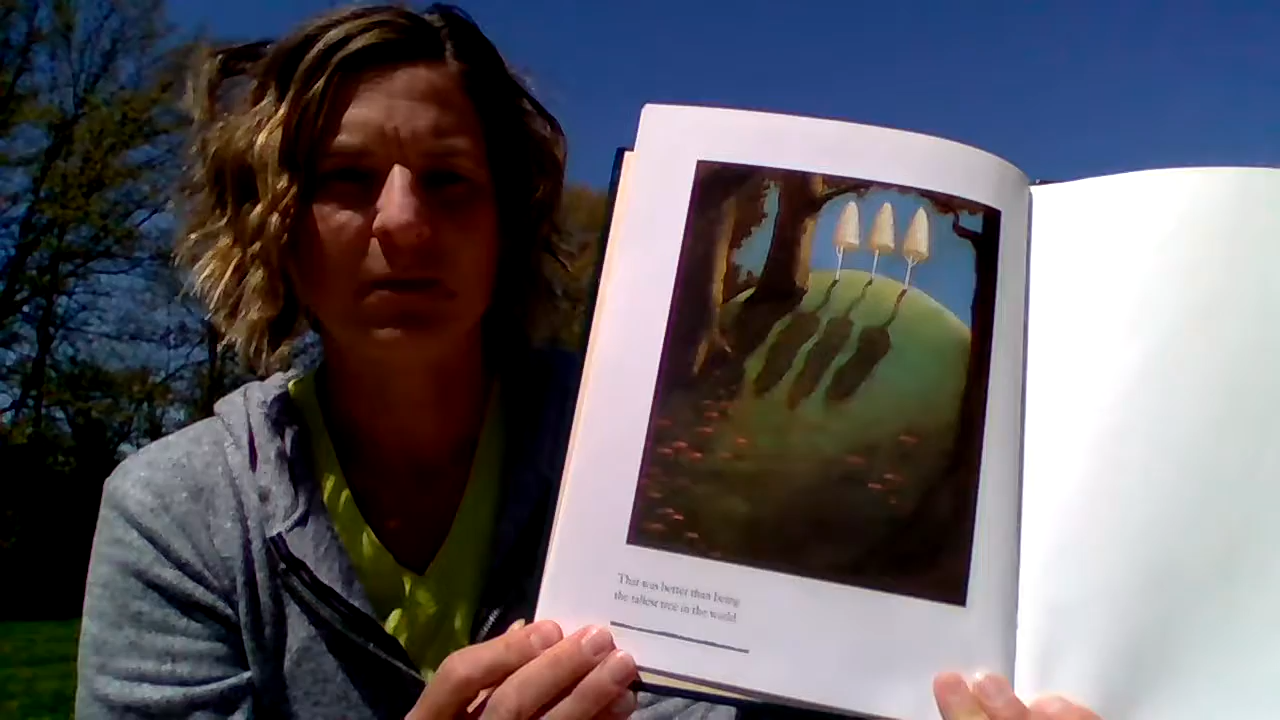 That was better than being
the tallest tree in the world.